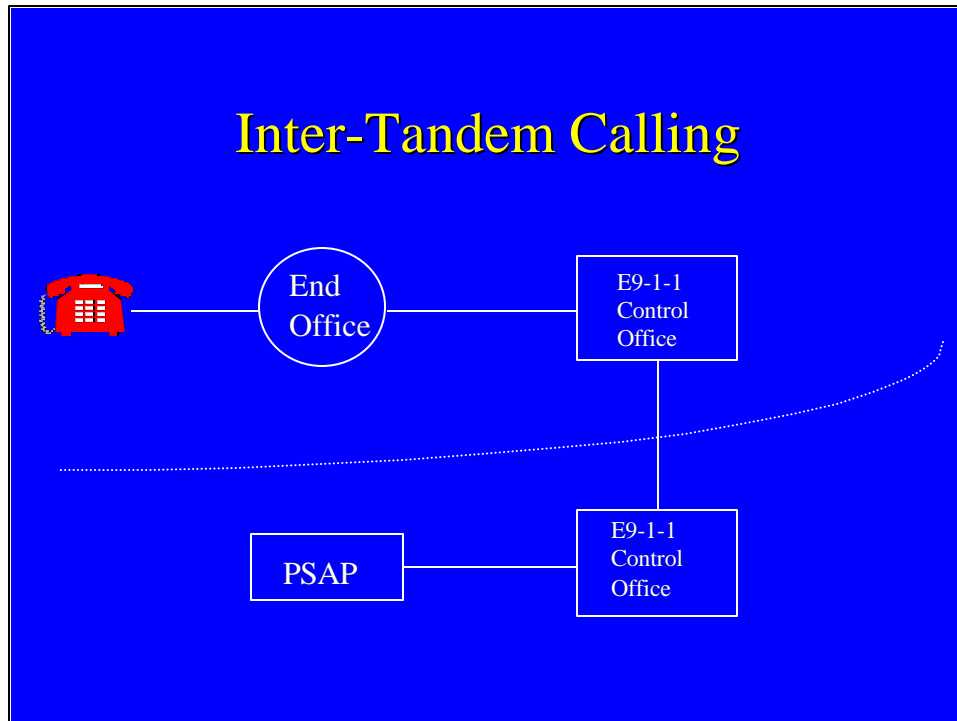 Inter-Tandem Calling
End
Office
E9-1-1
Control
Office
PSAP
E9-1-1
Control
Office